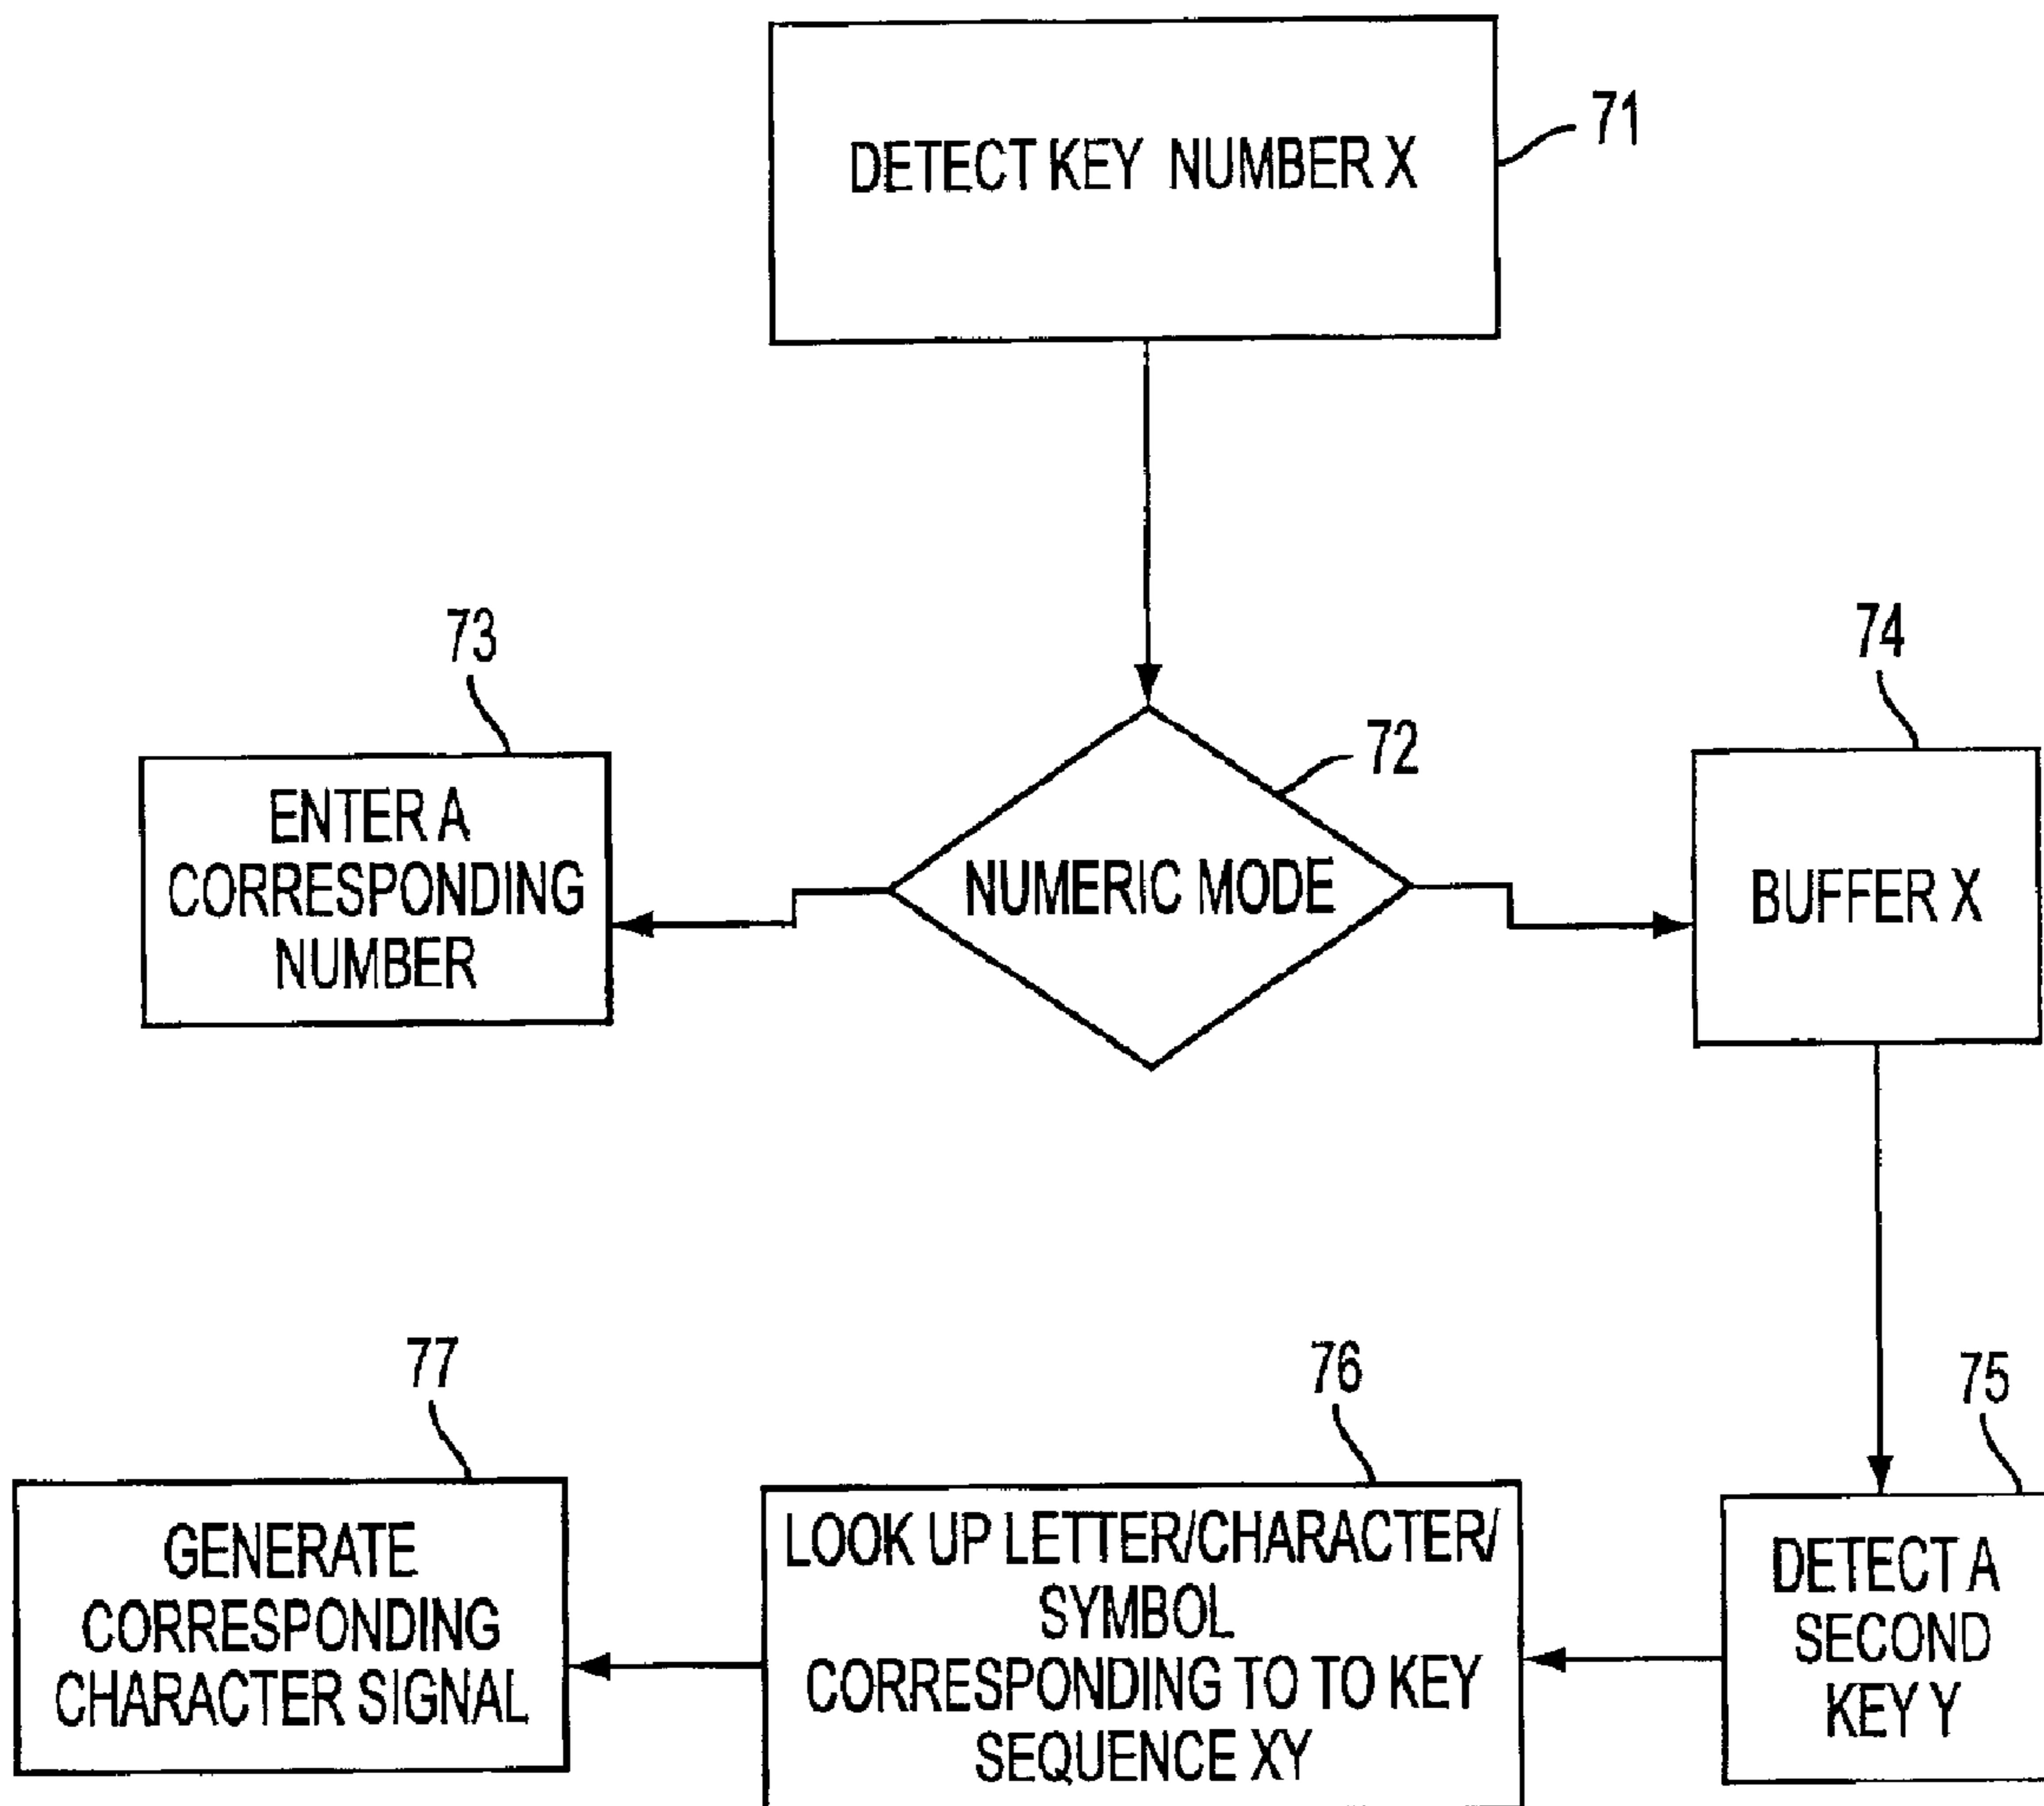 DETECT KEY NUMBER X
71
73
ENTER A
CORRESPONDING
NUMBER
72
NUMERIC MODE
74
BUFFER X
77
GENERATE
CORRESPONDING
CHARACTER SIGNAL
76
LOOK UP LETTER/CHARACTER/
SYMBOL
CORRESPONDING TO TO KEY
SEQUENCE XY
75
DETECT A
SECOND
KEY Y